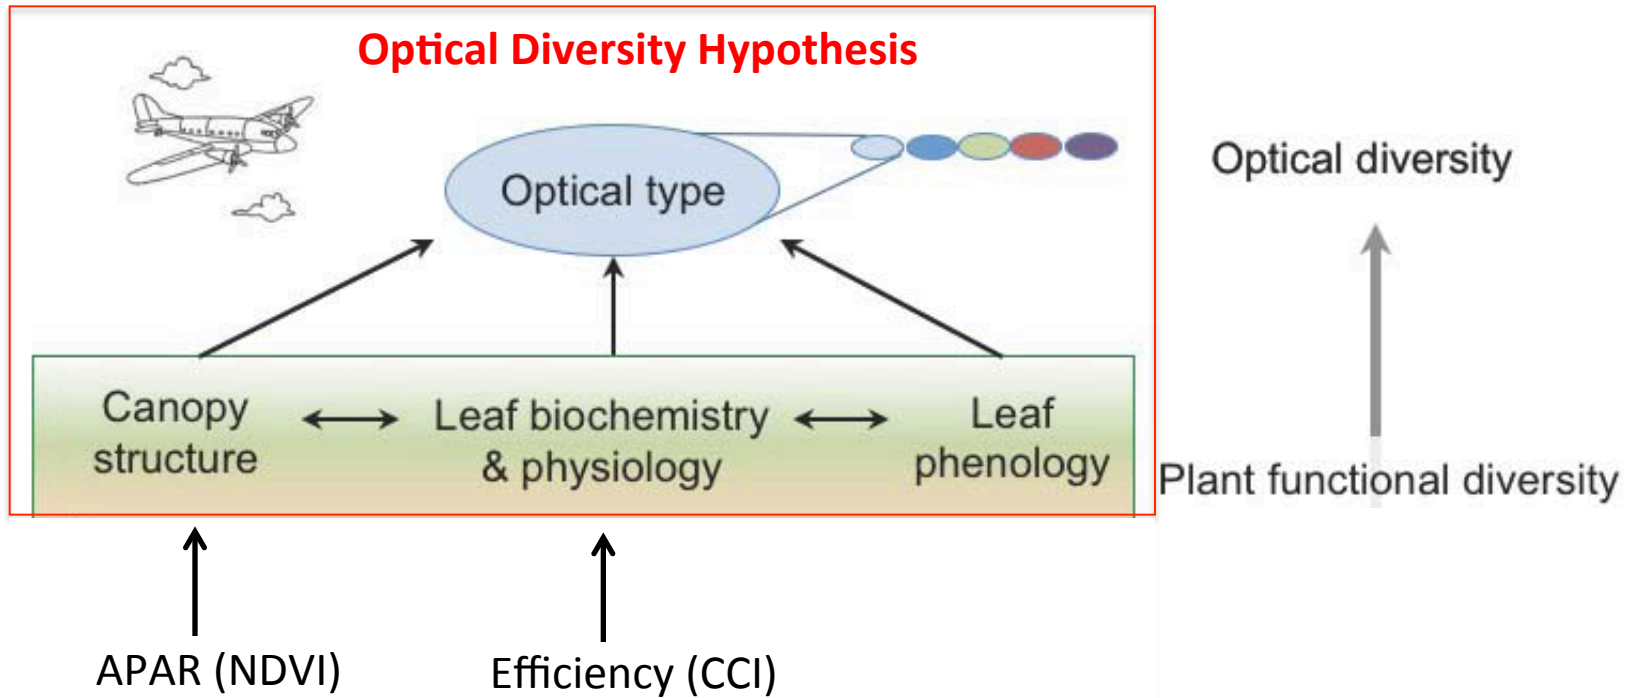 Optical Diversity Hypothesis
Optical type
Optical diversity
Canopy
structure
Leaf biochemistry
& physiology
Leaf
phenology
Plant functional diversity
APAR (NDVI)
Efficiency (CCI)